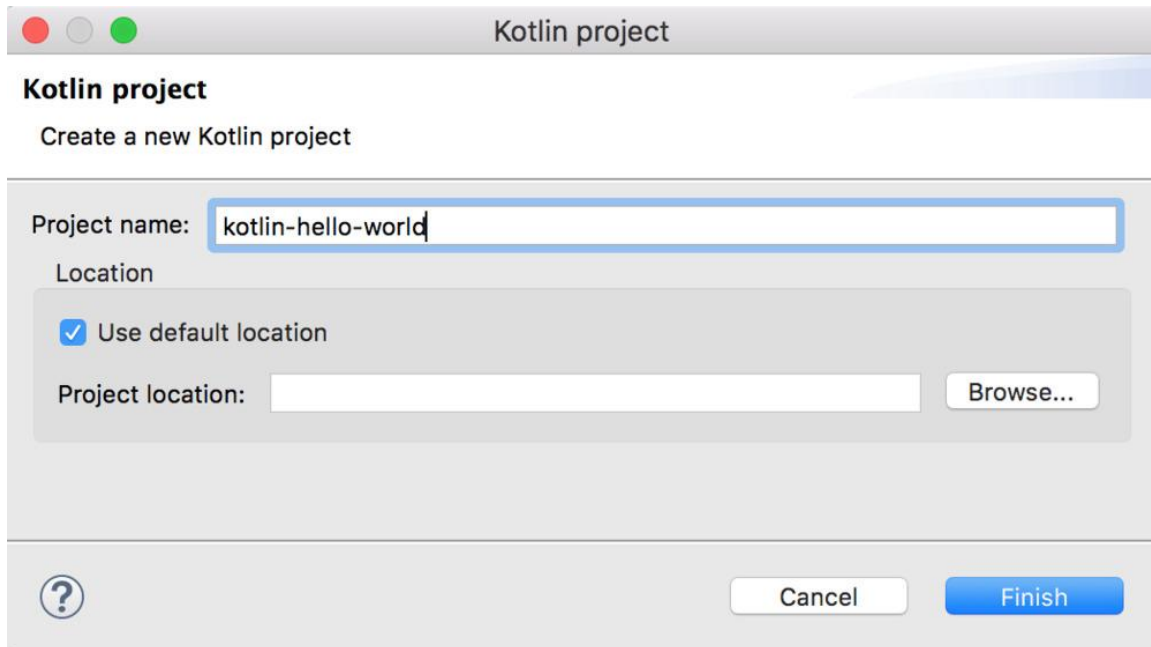 Kotlin project
Kotlin project
Create a new Kotlin project
Project name: kotlin-hello-world
Location
Use default location
Project location: Browse...
? Cancel Finish